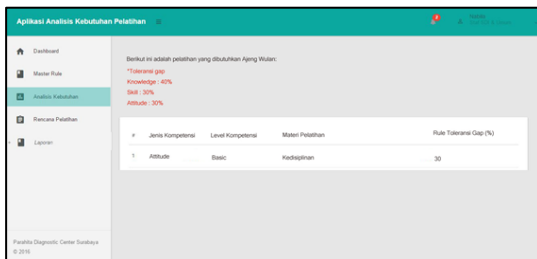 Aplikasi Analisis Kebutuhan Pelatihan
Dashboard
Master Rule
Analisis Kebutuhan
Rencana Pelatihan
Laporan
Berikut ini adalah pelatihan yang dibutuhkan Ajeng Wulan:
*Toleransi gap
Knowledge : 40%
Skill : 30%
Attitude : 30%
# Jenis Kompetensi Level Kompetensi Materi Pelatihan Rule Toleransi Gap (%)
1 Attitude Basic Kedisiplinan 30
Parahita Diagnostic Center Surabaya
© 2016